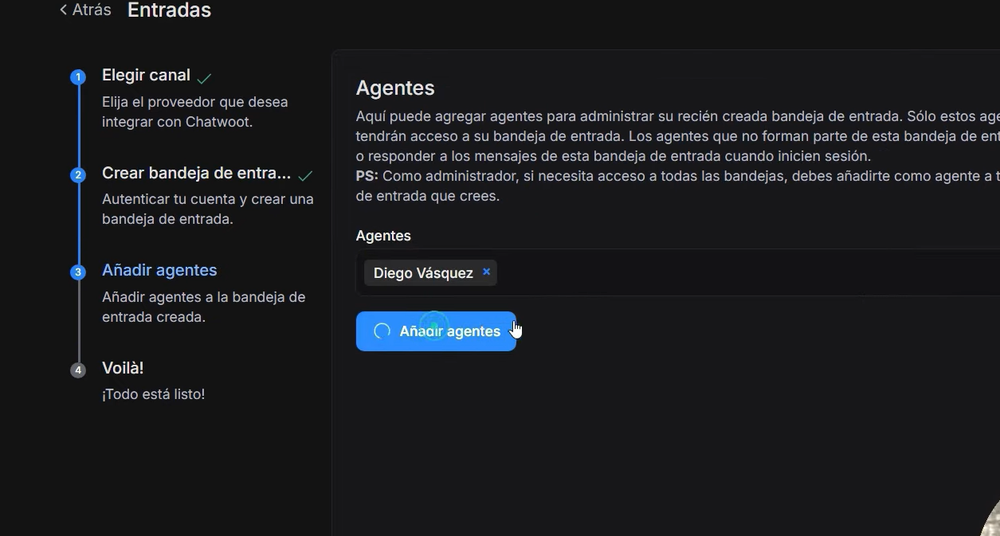 Atrás Entradas
1 Elegir canal
Elija el proveedor que desea
integrar con Chatwoot.
2 Crear bandeja de entra...
Autenticar tu cuenta y crear una
bandeja de entrada.
3 Añadir agentes
Añadir agentes a la bandeja de
entrada creada.
4 Voilà!
¡Todo está listo!
Agentes
Aquí puede agregar agentes para administrar su recién creada bandeja de entrada. Sólo estos age
tendrán acceso a su bandeja de entrada. Los agentes que no forman parte de esta bandeja de ent
o responder a los mensajes de esta bandeja de entrada cuando inicien sesión.
PS: Como administrador, si necesita acceso a todas las bandejas, debes añadirte como agente a t
de entrada que crees.
Agentes
Diego Vásquez ×
Añadir agentes